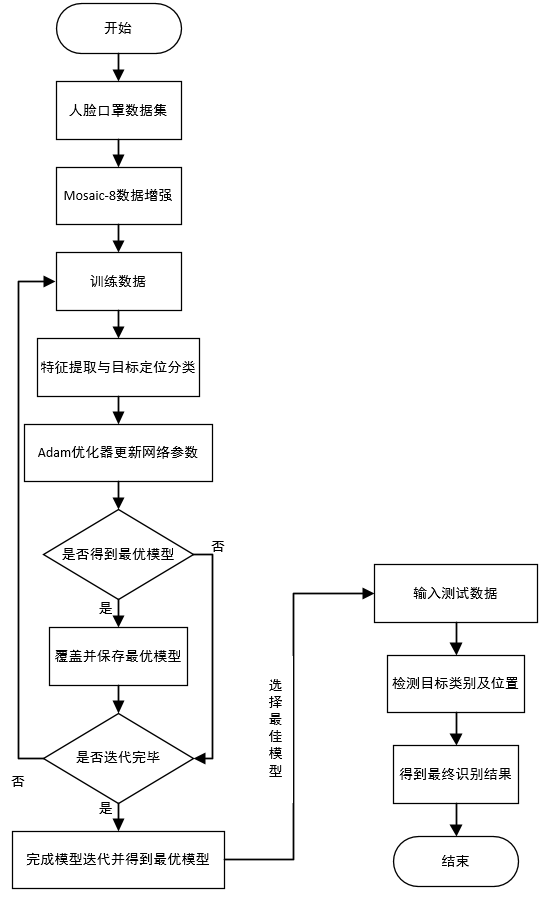 开始
人脸口罩数据集
Mosaic-8数据增强
训练数据
特征提取与目标定位分类
Adam优化器更新网络参数
是否得到最优模型
否
是
覆盖并保存最优模型
是否迭代完毕
否
是
完成模型迭代并得到最优模型
选择最佳模型
输入测试数据
检测目标类别及位置
得到最终识别结果
结束